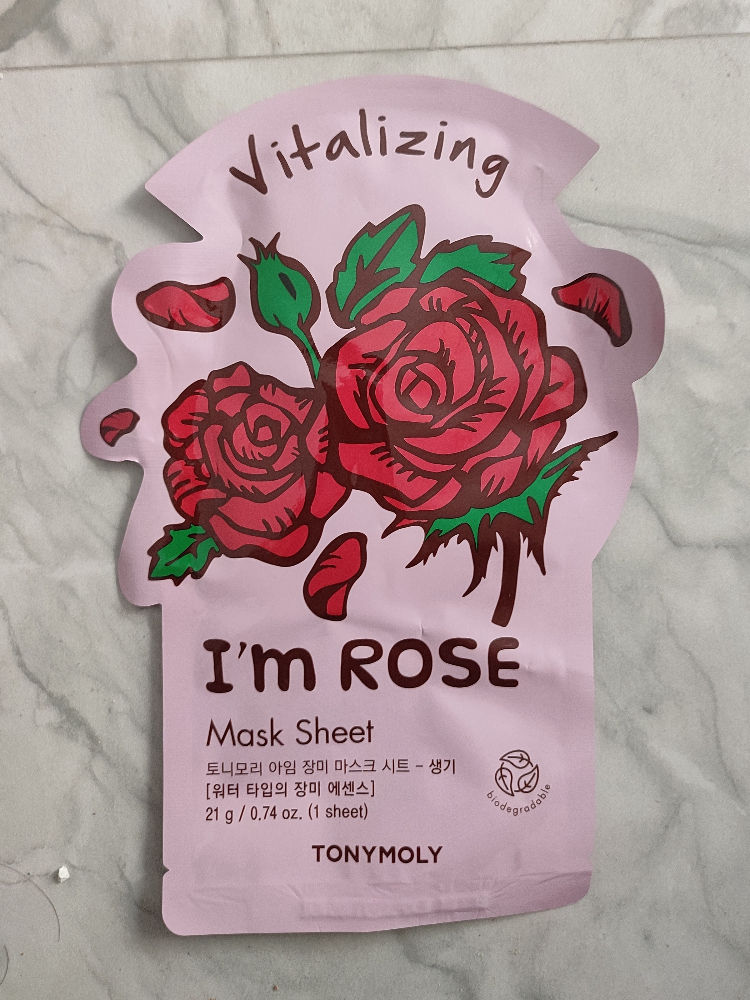 Vitalizing
I'm ROSE
Mask Sheet
토니모리 아임 장미 마스크 시트 - 생기
[워터 타입의 장미 에센스]
21 g / 0.74 oz. (1 sheet)
biodegradable
TONYMOLY